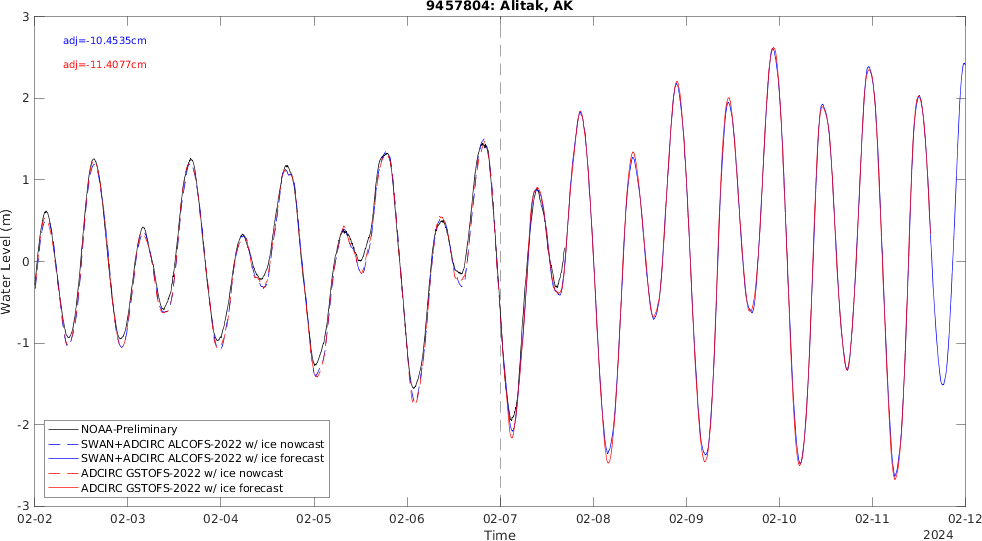 9457804: Alitak, AK
adj=-10.4535cm
adj=-11.4077cm
Water Level (m)
3
2
1
0
-1
-2
-3
NOAA-Preliminary
SWAN+ADCIRC ALCOFS-2022 w/ ice nowcast
SWAN+ADCIRC ALCOFS-2022 w/ ice forecast
ADCIRC GSTOFS-2022 w/ ice nowcast
ADCIRC GSTOFS-2022 w/ ice forecast
02-02 02-03 02-04 02-05 02-06 02-07 02-08 02-09 02-10 02-11 02-12
Time
2024